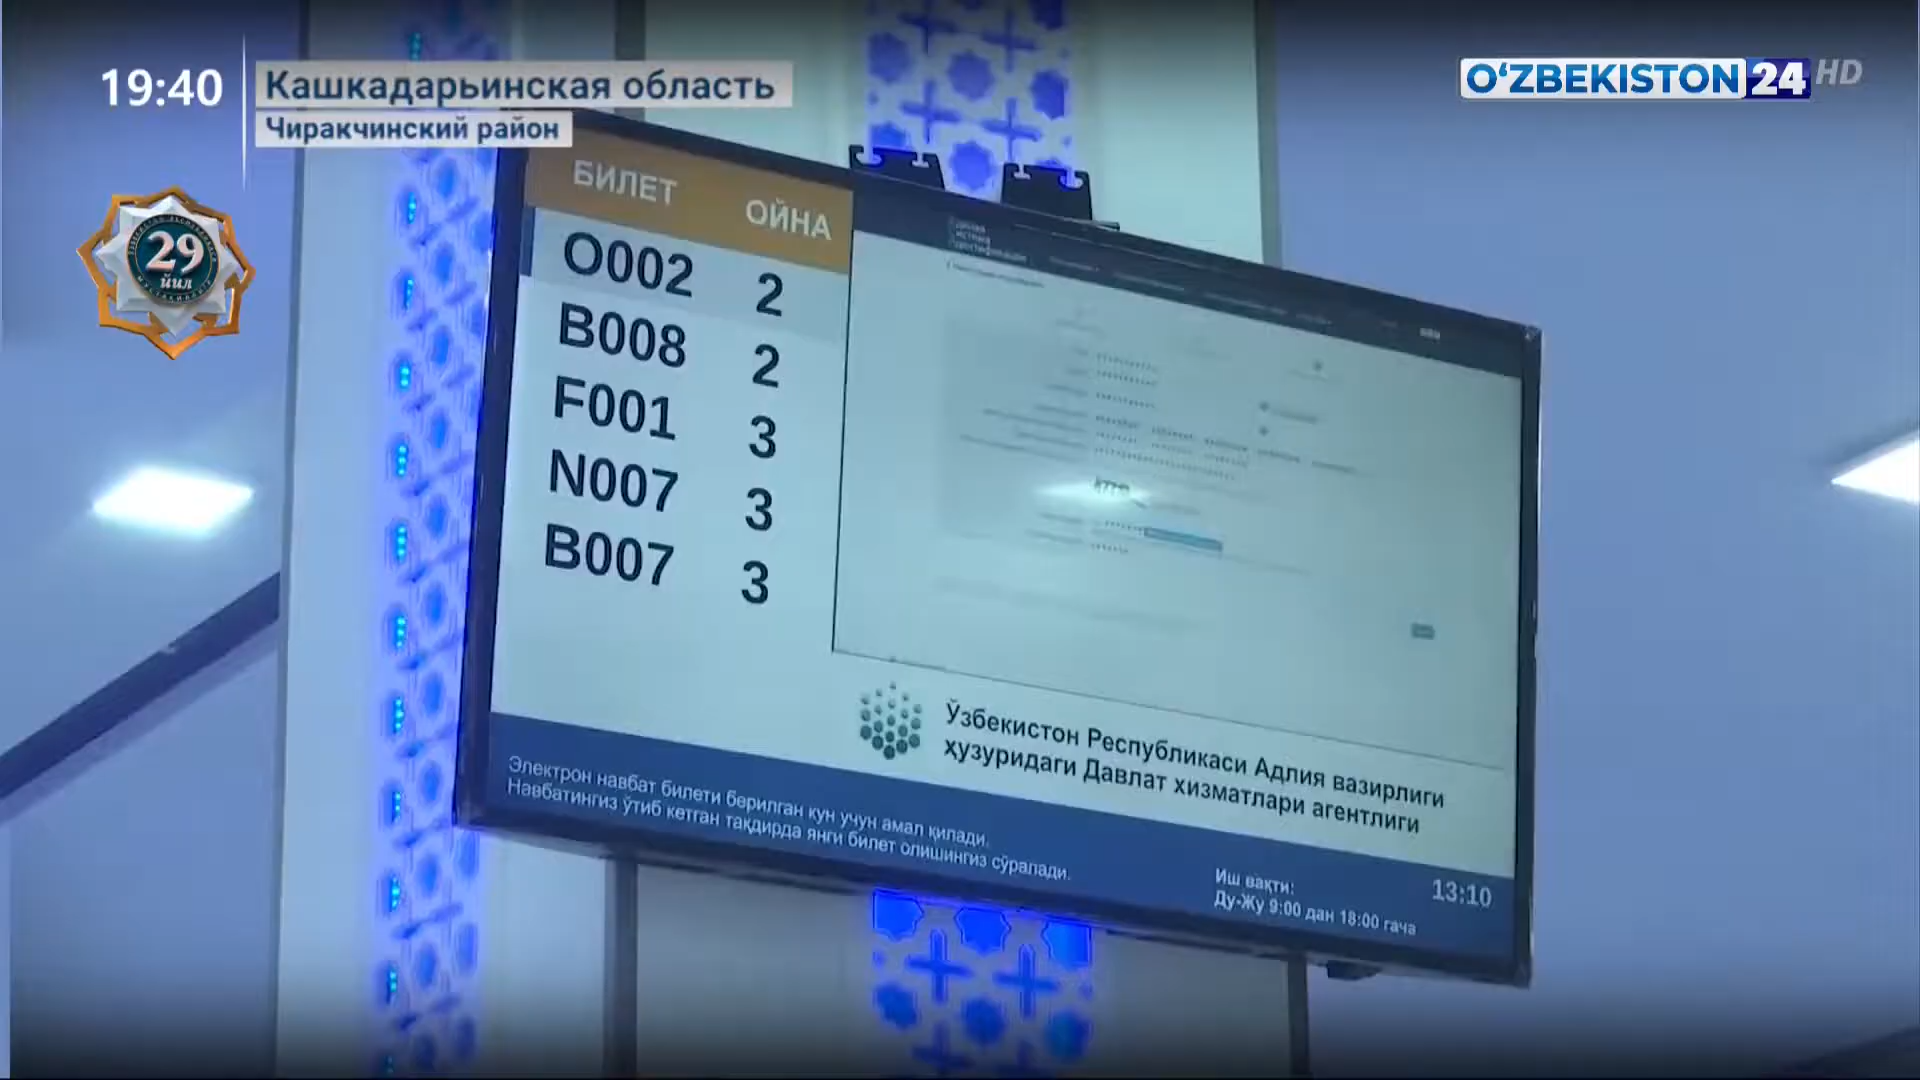 19:40
Кашкадарьинская область
Чиракчинский район
O‘ZBEKISTON 24 HD
29
йил
БИЛЕТ ОЙНА
O002 2
B008 2
F001 3
N007 3
B007 3
Ўзбекистон Республикаси Адлия вазирлиги
ҳузуридаги Давлат хизматлари агентлиги
Электрон навбат билети берилган кун учун амал қилади.
Навбатингиз ўтиб кетган тақдирда янги билет олишингиз сўралади.
Иш вақти:
Ду-Жу 9:00 дан 18:00 гача
13:10